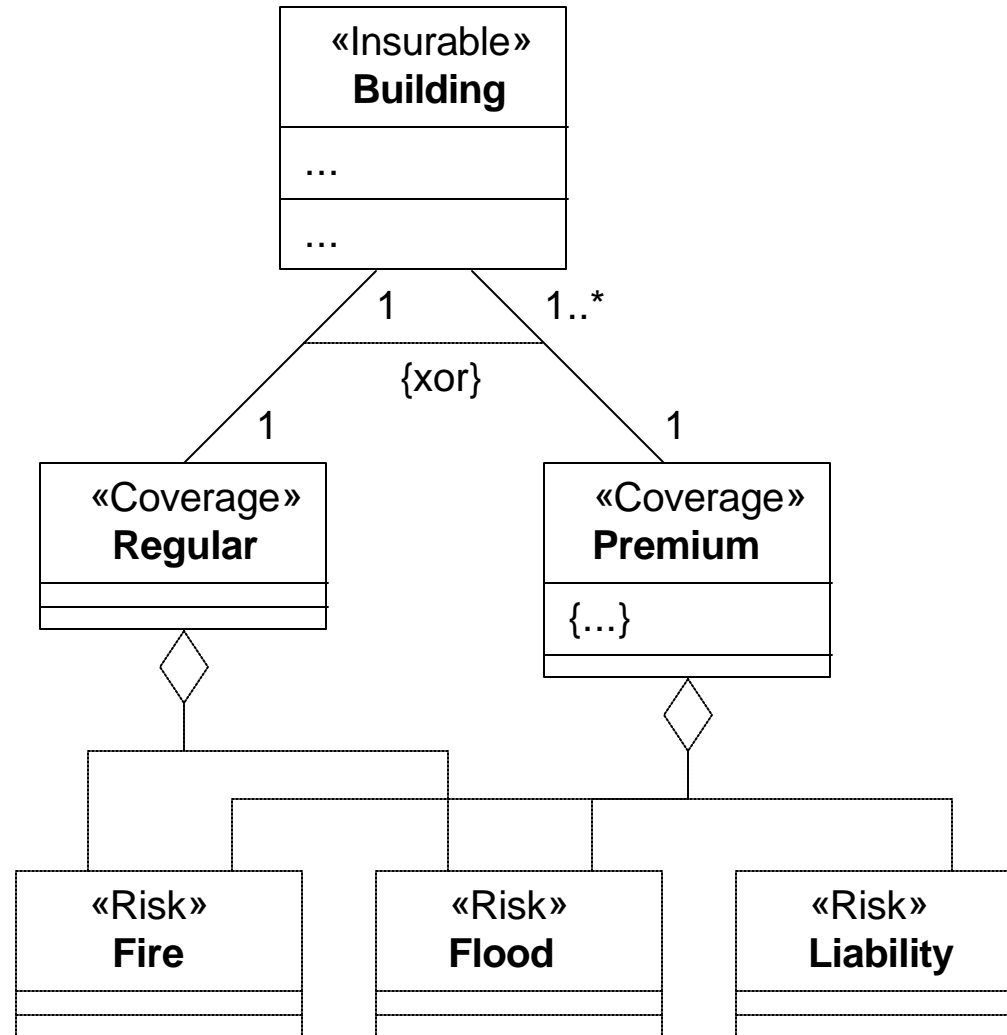 «Insurable»
Building
...
...
1
1..*
{xor}
1
1
«Coverage»
Regular
«Coverage»
Premium
{...}
«Risk»
Fire
«Risk»
Flood
«Risk»
Liability